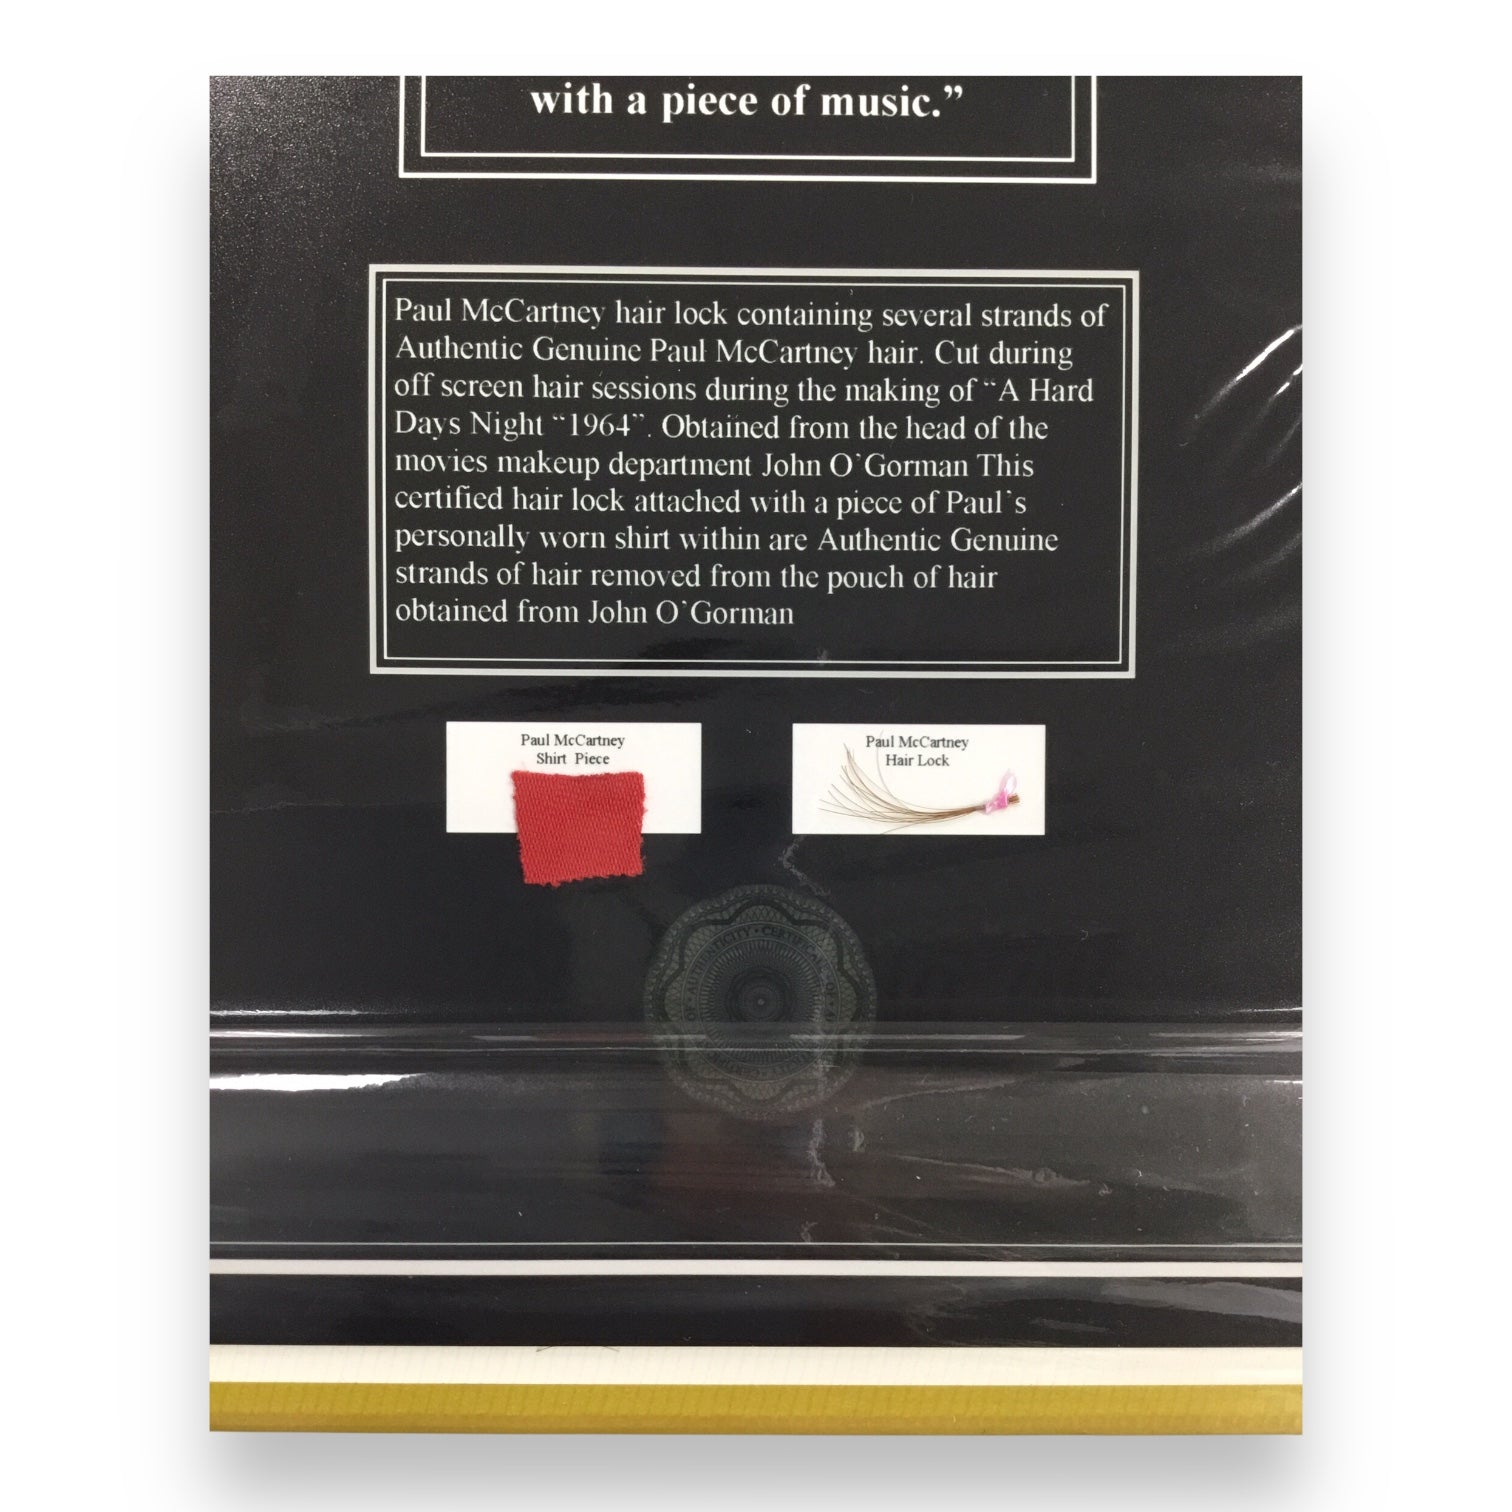 with a piece of music.”
Paul McCartney hair lock containing several strands of
Authentic Genuine Paul McCartney hair. Cut during
off screen hair sessions during the making of “A Hard
Days Night “1964”. Obtained from the head of the
movies makeup department John O’Gorman This
certified hair lock attached with a piece of Paul’s
personally worn shirt within are Authentic Genuine
strands of hair removed from the pouch of hair
obtained from John O’Gorman
Paul McCartney
Shirt Piece
Paul McCartney
Hair Lock
OF • AUTHENTICITY • CERTIFICATE • OF •